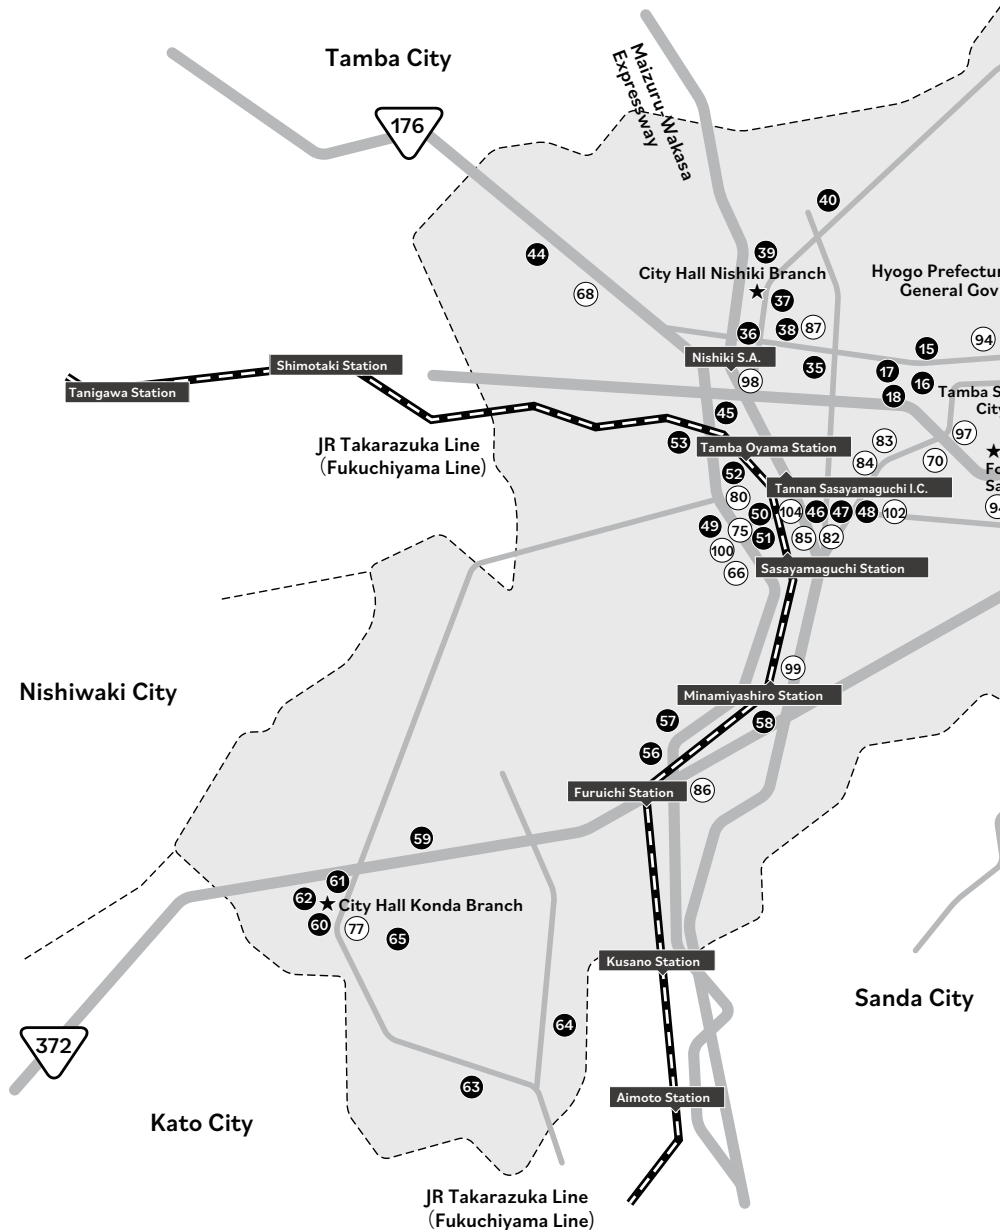 Tamba City
176
Maizuru-Wakasa
Expressway
40
44
39
City Hall Nishiki Branch
Hyogo Prefectur
General Gov
68
37
36
38
87
94
15
Nishiki S.A.
35
17
16
98
18
Shimotaki Station
Tanigawa Station
Tamba S
City
45
53
JR Takarazuka Line
(Fukuchiyama Line)
Tamba Oyama Station
83
97
84
70
52
Fo
Sa
Tannan Sasayamaguchi I.C.
80
94
50
104
46
47
48
102
49
75
51
85
82
100
66
Sasayamaguchi Station
99
Nishiwaki City
Minamiyashiro Station
57
58
56
Furuichi Station
86
59
61
62
City Hall Konda Branch
60
77
65
Kusano Station
Sanda City
64
372
63
Aimoto Station
Kato City
JR Takarazuka Line
(Fukuchiyama Line)